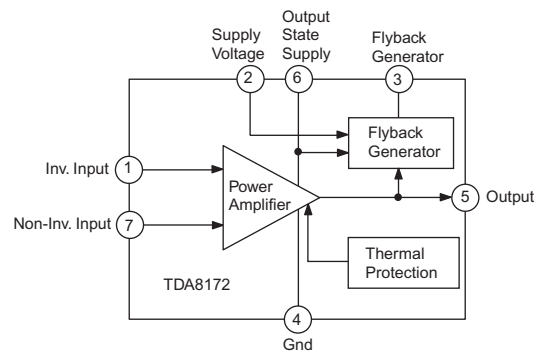 Supply
Voltage
2
Output
State
Supply
6
Flyback
Generator
3
Inv. Input
1
Non-Inv. Input
7
Power
Amplifier
Flyback
Generator
5
Output
Thermal
Protection
TDA8172
4
Gnd